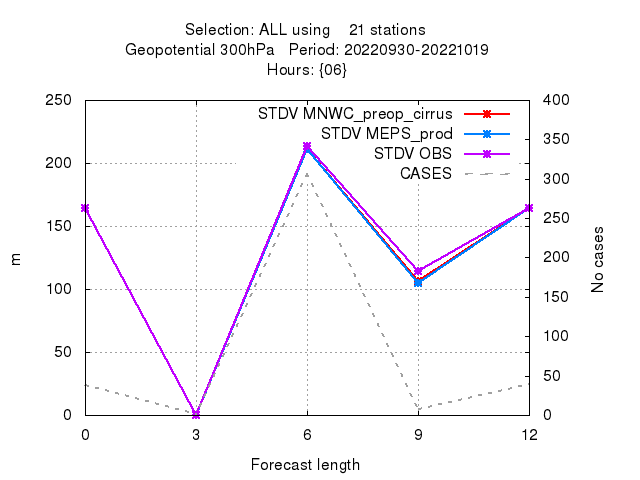 Selection: ALL using 21 stations
Geopotential 300hPa Period: 20220930-20221019
Hours: {06}
250
200
150
100
50
0
m
400
350
300
250
200
150
100
50
0
No cases
STDV MNWC_preop_cirrus
STDV MEPS_prod
STDV OBS
CASES
0 3 6 9 12
Forecast length